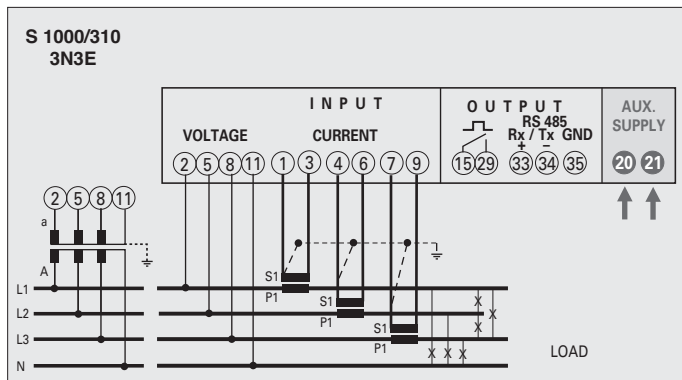 S 1000/310
3N3E
INPUT
OUTPUT
AUX.
SUPPLY
VOLTAGE
CURRENT
RS 485
Rx / Tx GND
+ –
2 5 8 11 1 3 4 6 7 9 15 29 33 34 35 20 21
2 5 8 11
a
A
S1
P1
S1
P1
S1
P1
L1
L2
L3
N
X
X
X
X X X
LOAD